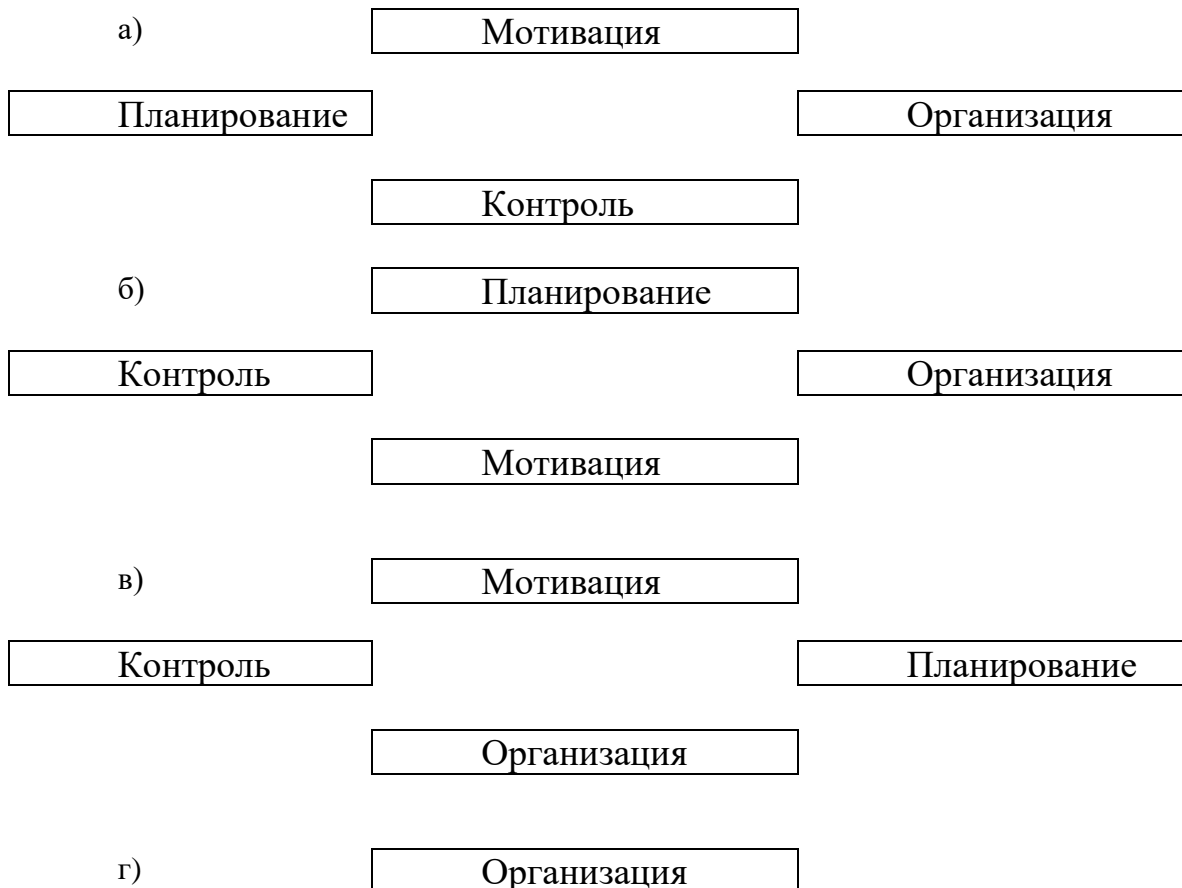 а) Мотивация
Планирование Организация
Контроль
б) Планирование
Контроль Организация
Мотивация
в) Мотивация
Контроль Планирование
Организация
г) Организация